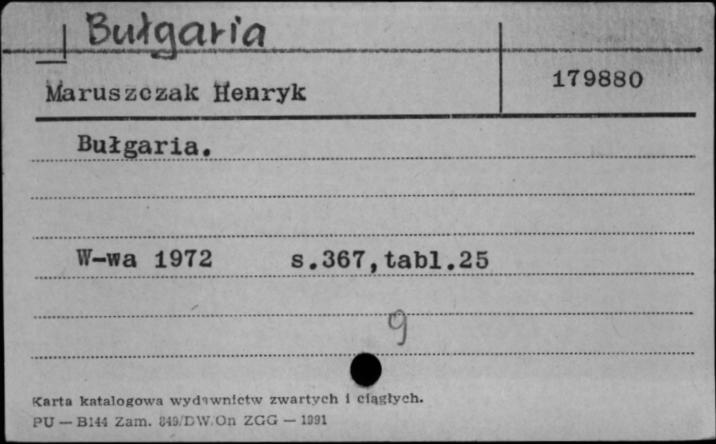 Bułgaria
Maruszczak Henryk 179880
Bułgaria.
W-wa 1972 s.367,tabl.25
9
Karta katalogowa wydawnictw zwartych i ciągłych.
PU — B144 Zam. 849/DW/On ZGG — 1991